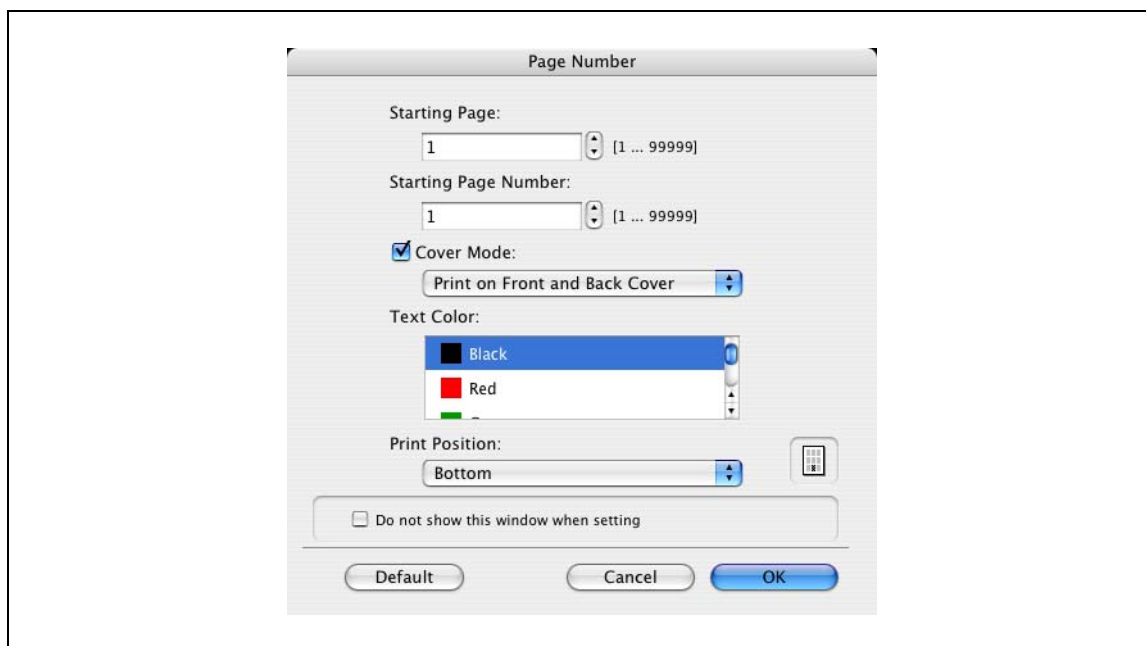 Page Number
Starting Page:
1 [1 ... 99999]
Starting Page Number:
1 [1 ... 99999]
Cover Mode:
Print on Front and Back Cover
Text Color:
Black
Red
Print Position:
Bottom
Do not show this window when setting
Default Cancel OK